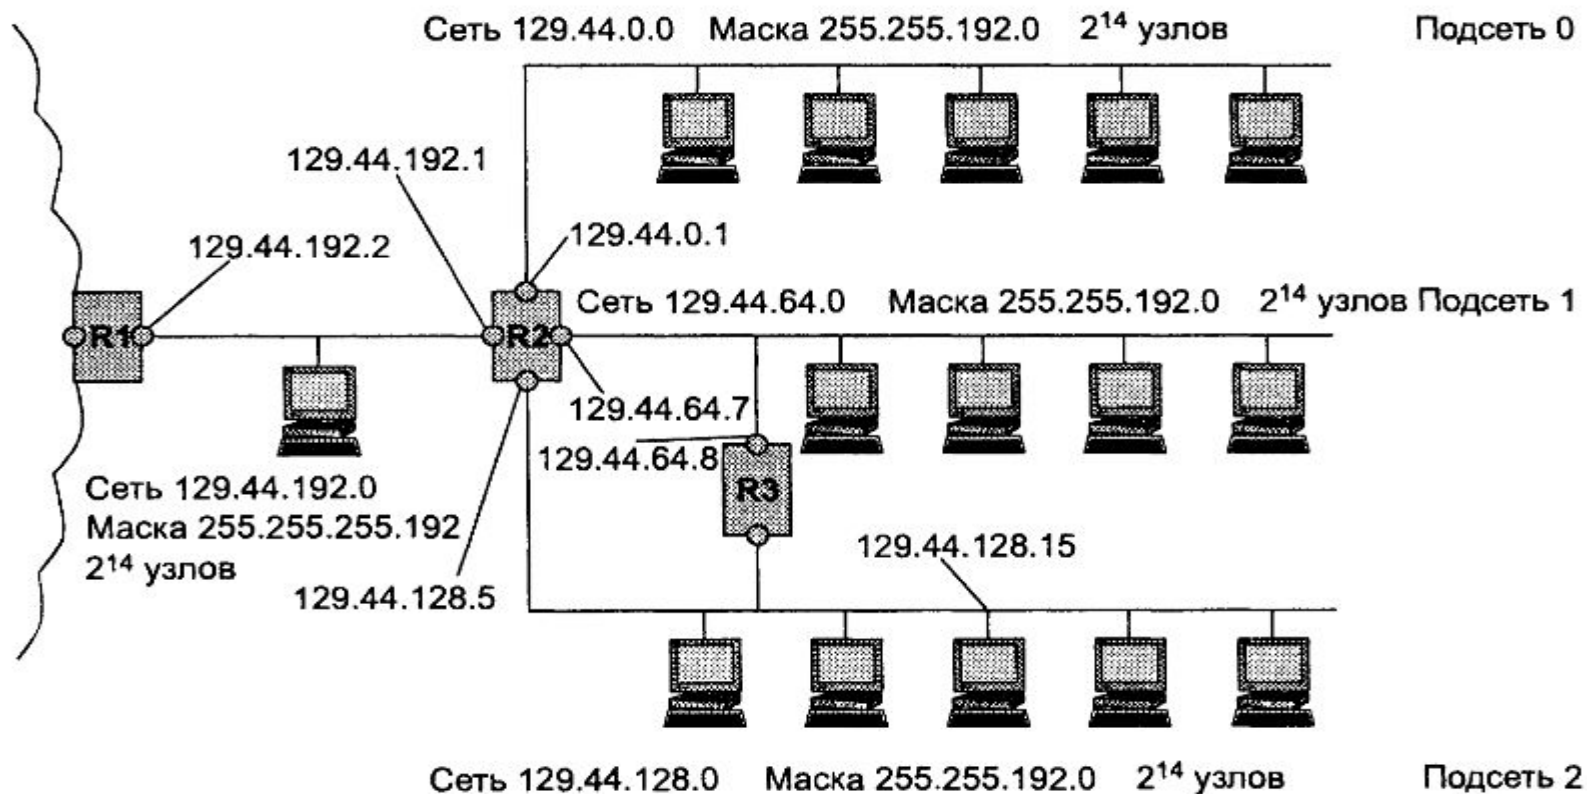 Сеть 129.44.0.0 Маска 255.255.192.0 2¹⁴ узлов Подсеть 0
129.44.192.1
129.44.192.2
129.44.0.1
R1
R2
Сеть 129.44.64.0 Маска 255.255.192.0 2¹⁴ узлов Подсеть 1
129.44.64.7
129.44.64.8
R3
Сеть 129.44.192.0
Маска 255.255.255.192
2¹⁴ узлов
129.44.128.5
129.44.128.15
Сеть 129.44.128.0 Маска 255.255.192.0 2¹⁴ узлов Подсеть 2